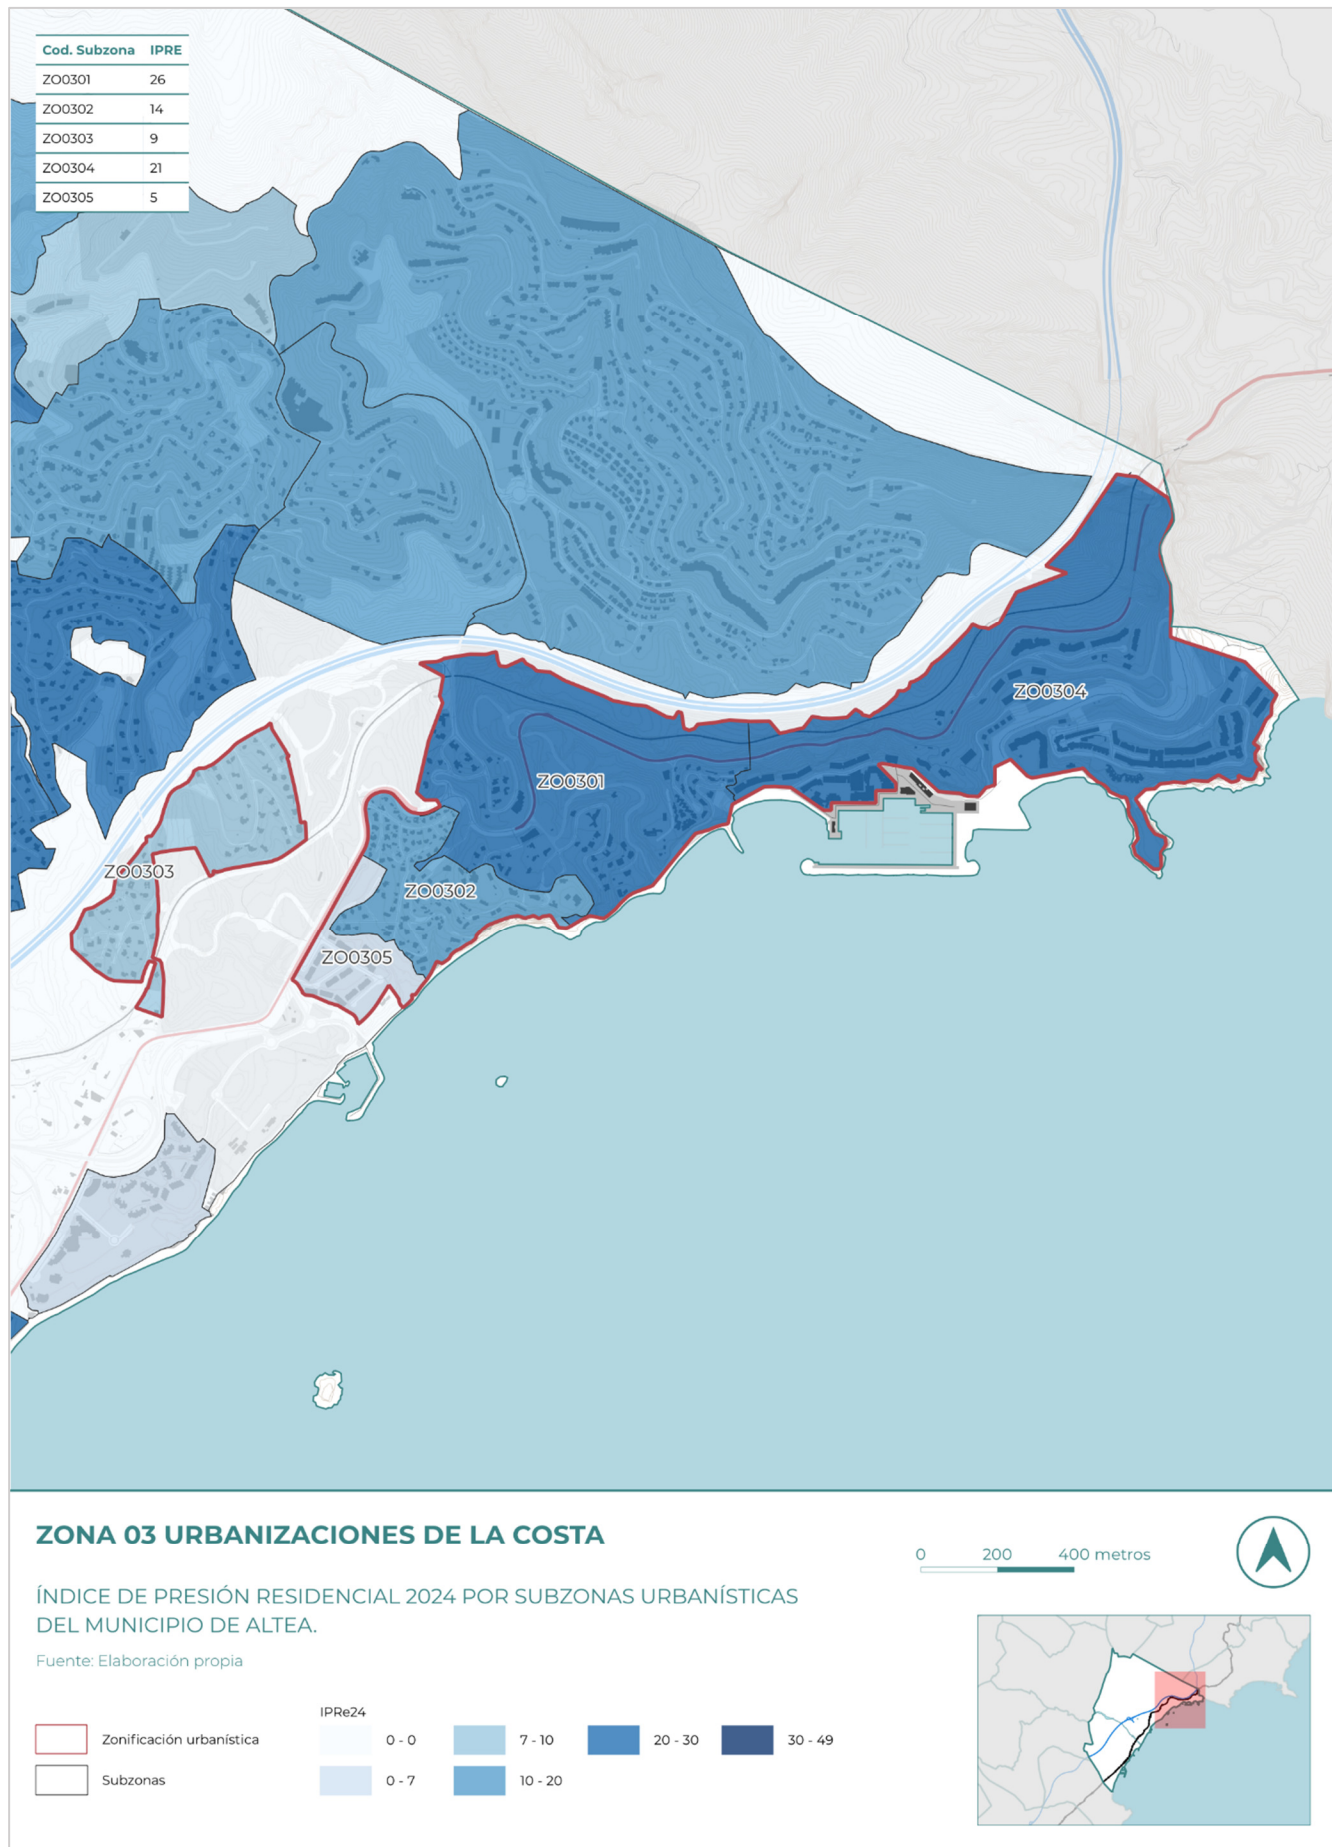 Cod. Subzona IPRE
ZO0301 26
ZO0302 14
ZO0303 9
ZO0304 21
ZO0305 5
ZO0304
ZO0301
ZO0303
ZO0302
ZO0305
ZONA 03 URBANIZACIONES DE LA COSTA
0 200 400 metros
ÍNDICE DE PRESIÓN RESIDENCIAL 2024 POR SUBZONAS URBANÍSTICAS
DEL MUNICIPIO DE ALTEA.
Fuente: Elaboración propia
IPRe24
Zonificación urbanística 0 - 0 7 - 10 20 - 30 30 - 49
Subzonas 0 - 7 10 - 20